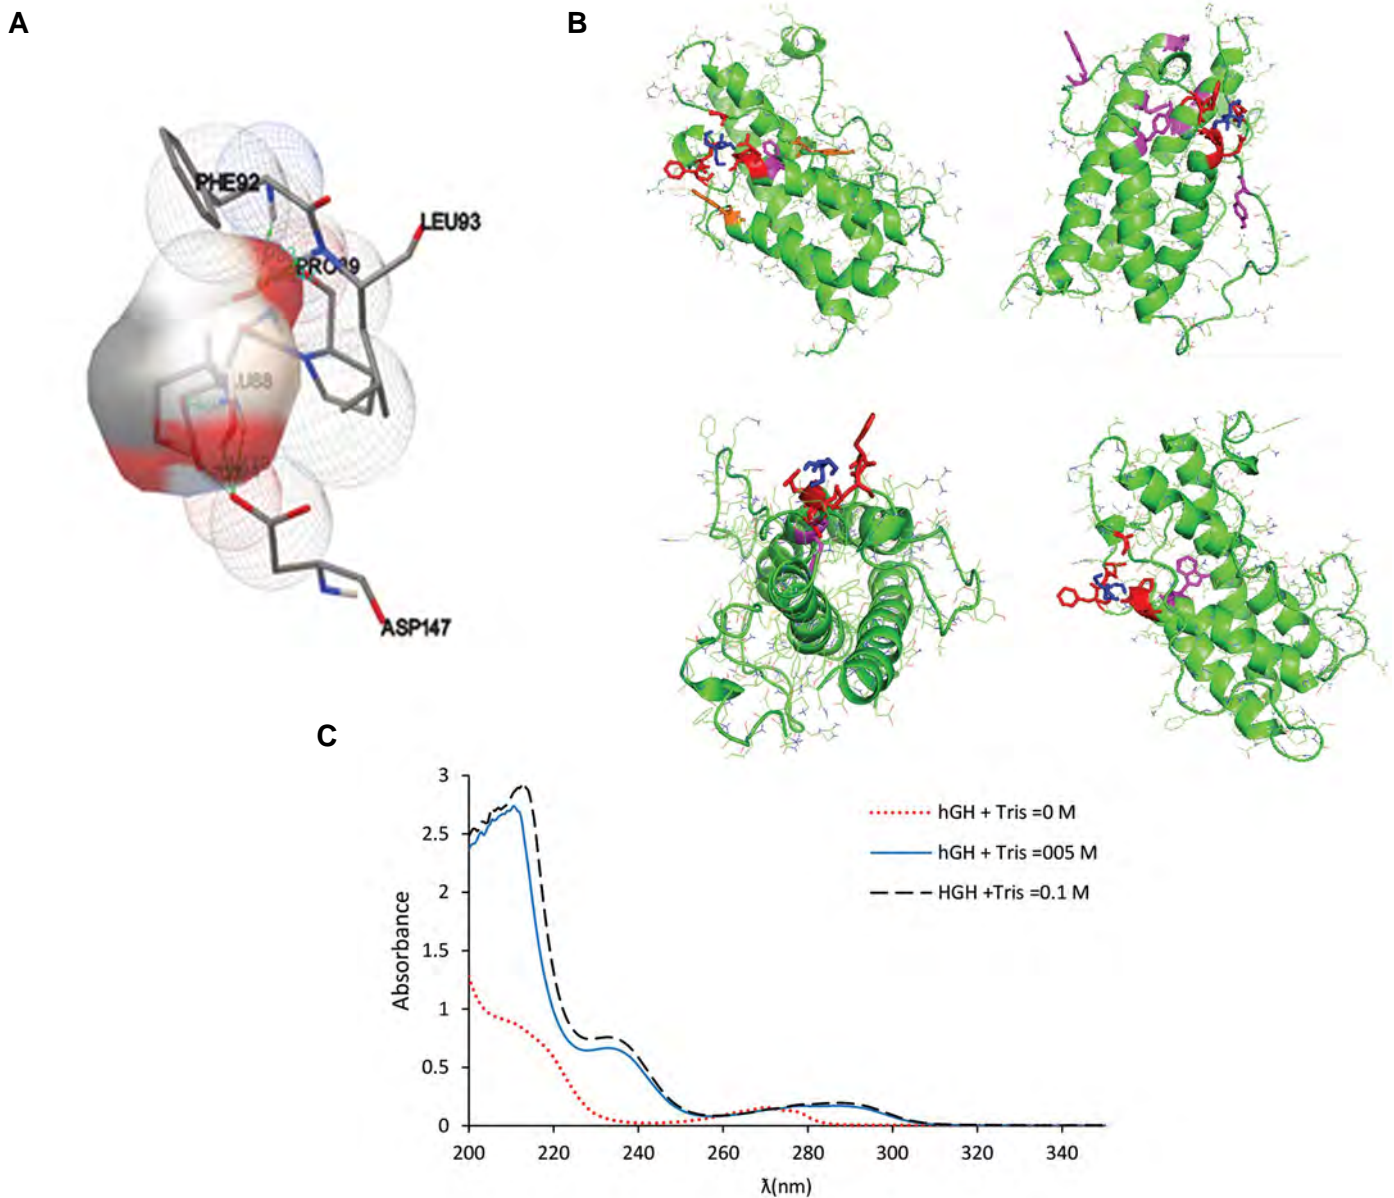 A
B
PHE92
LEU93
PRO89
ASP147
C
3
2.5
2
1.5
1
0.5
0
Absorbance
200
220
240
260
280
300
320
340
λ(nm)
hGH + Tris =0 M
hGH + Tris =005 M
HGH +Tris =0.1 M